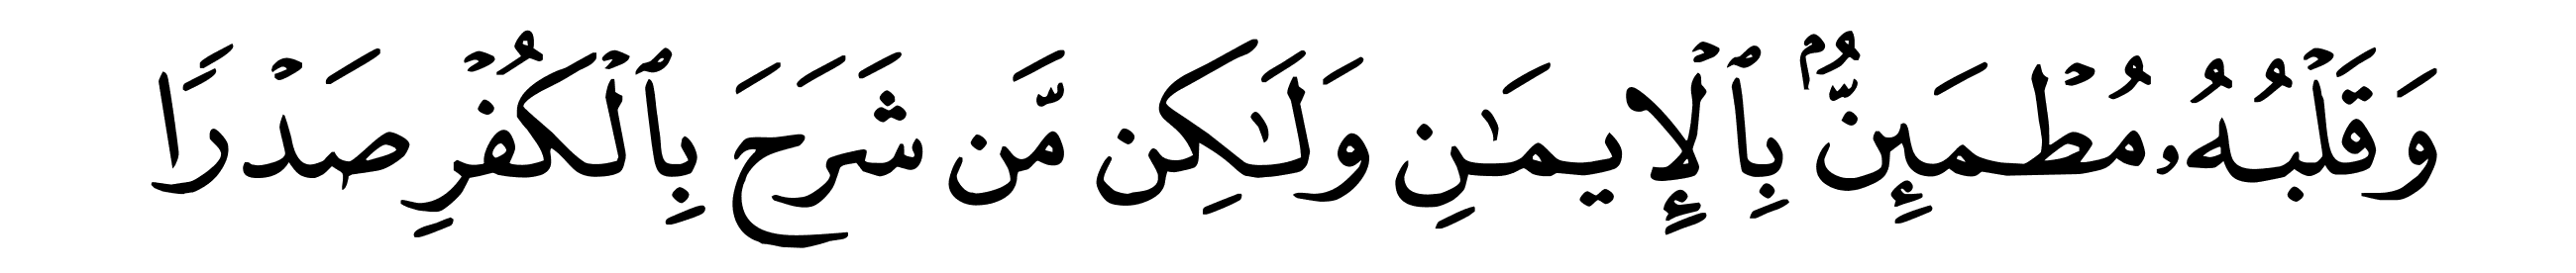 وَقَلۡبُهُۥ مُطۡمَئِنُّۢ بِٱلۡإِيمَٰنِ وَلَٰكِن مَّن شَرَحَ بِٱلۡكُفۡرِ صَدۡرٗا